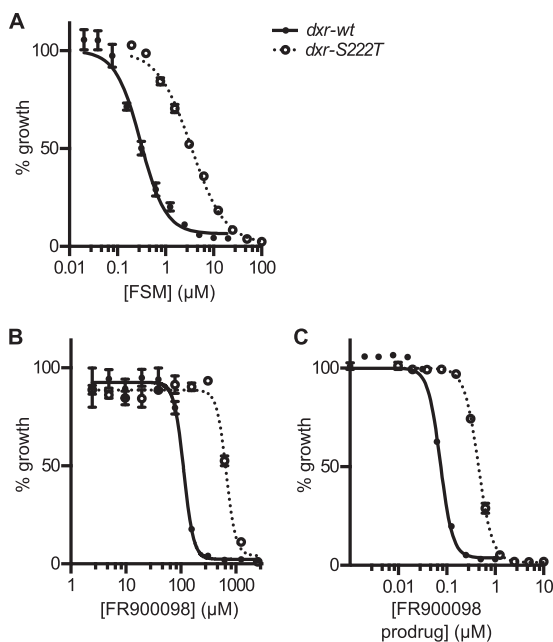 A
dxr-wt
dxr-S222T
100
50
0
% growth
0.01 0.1 1 10 100
[FSM] (µM)
B
100
50
0
% growth
1 10 100 1000
[FR900098] (µM)
C
100
50
0
% growth
0.01 0.1 1 10
[FR900098
prodrug] (µM)